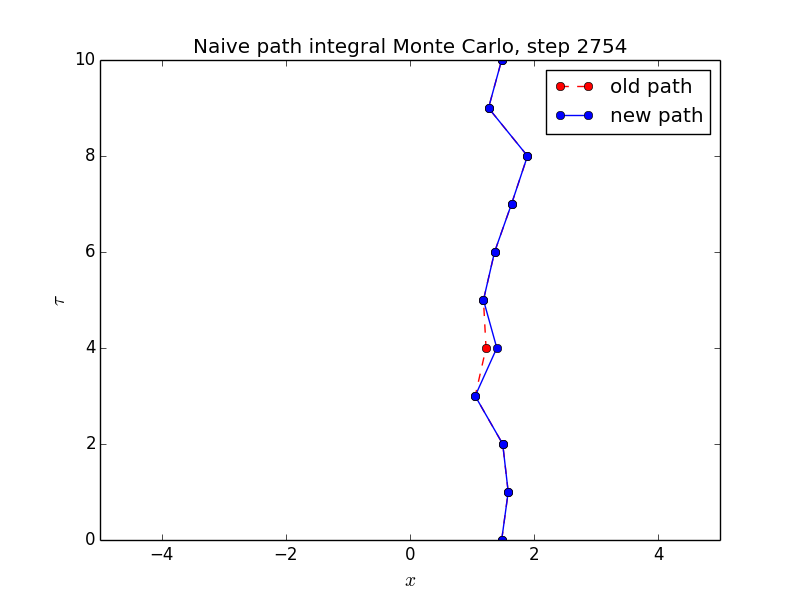 Naive path integral Monte Carlo, step 2754
old path
new path
10
8
6
4
2
0
τ
−4 −2 0 2 4
x